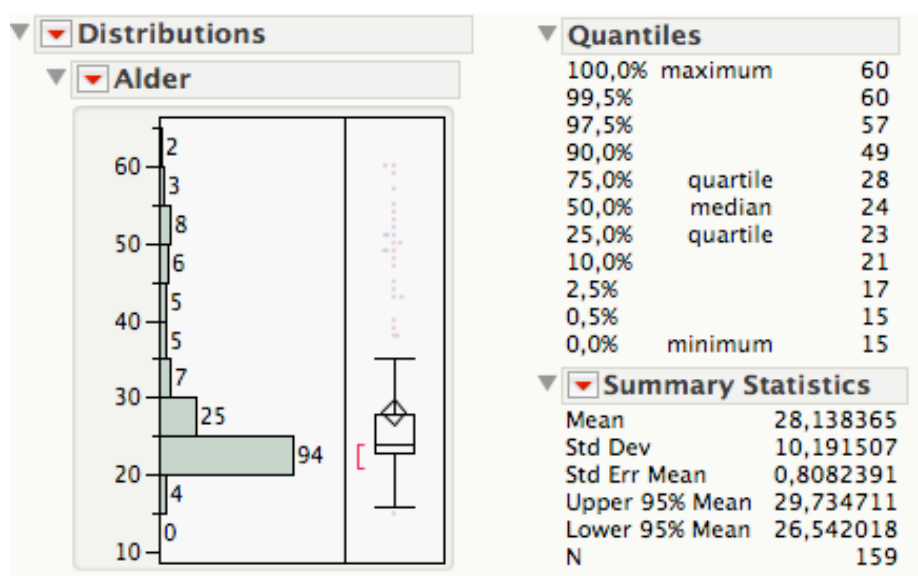 Distributions
Alder
2
60
3
8
50
6
5
40
5
7
30
25
94
20
4
0
10
Quantiles
100,0% maximum 60
99,5% 60
97,5% 57
90,0% 49
75,0% quartile 28
50,0% median 24
25,0% quartile 23
10,0% 21
2,5% 17
0,5% 15
0,0% minimum 15
Summary Statistics
Mean 28,138365
Std Dev 10,191507
Std Err Mean 0,8082391
Upper 95% Mean 29,734711
Lower 95% Mean 26,542018
N 159